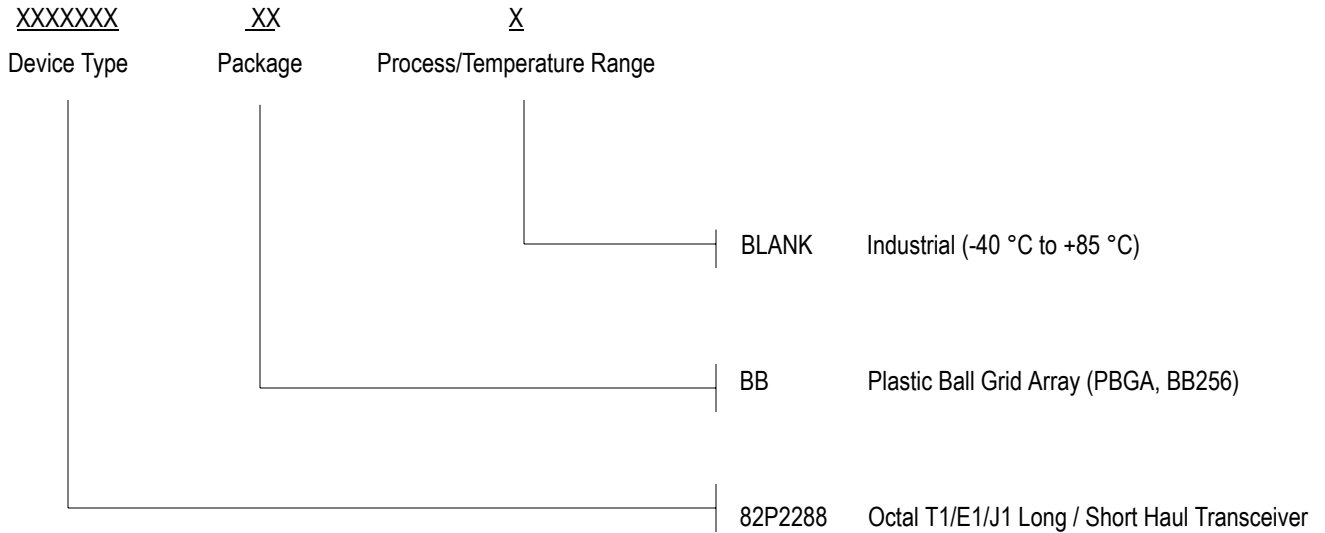 XXXXXXX XX X
Device Type Package Process/Temperature Range
BLANK Industrial (-40 °C to +85 °C)
BB Plastic Ball Grid Array (PBGA, BB256)
82P2288 Octal T1/E1/J1 Long / Short Haul Transceiver